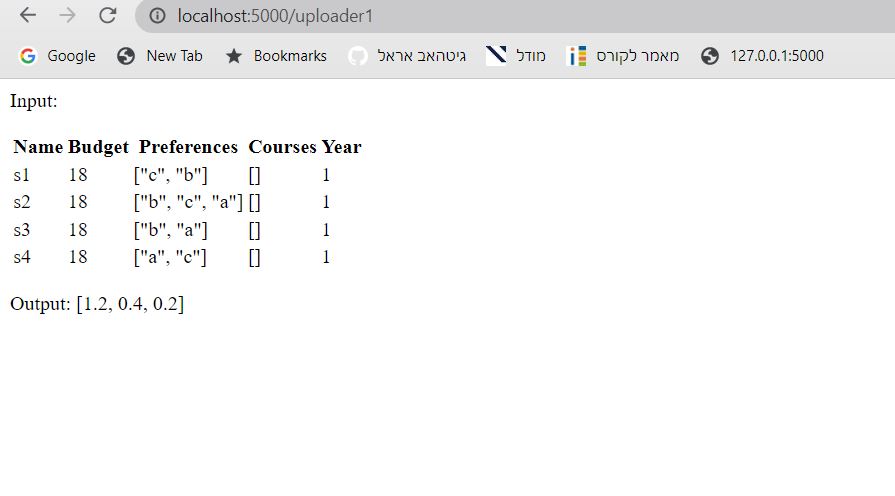 localhost:5000/uploader1
Google New Tab Bookmarks גיטהאב אראל מודל מאמר לקורס 127.0.0.1:5000
Input:
Name Budget Preferences Courses Year
s1 18 ["c", "b"] [] 1
s2 18 ["b", "c", "a"] [] 1
s3 18 ["b", "a"] [] 1
s4 18 ["a", "c"] [] 1
Output: [1.2, 0.4, 0.2]